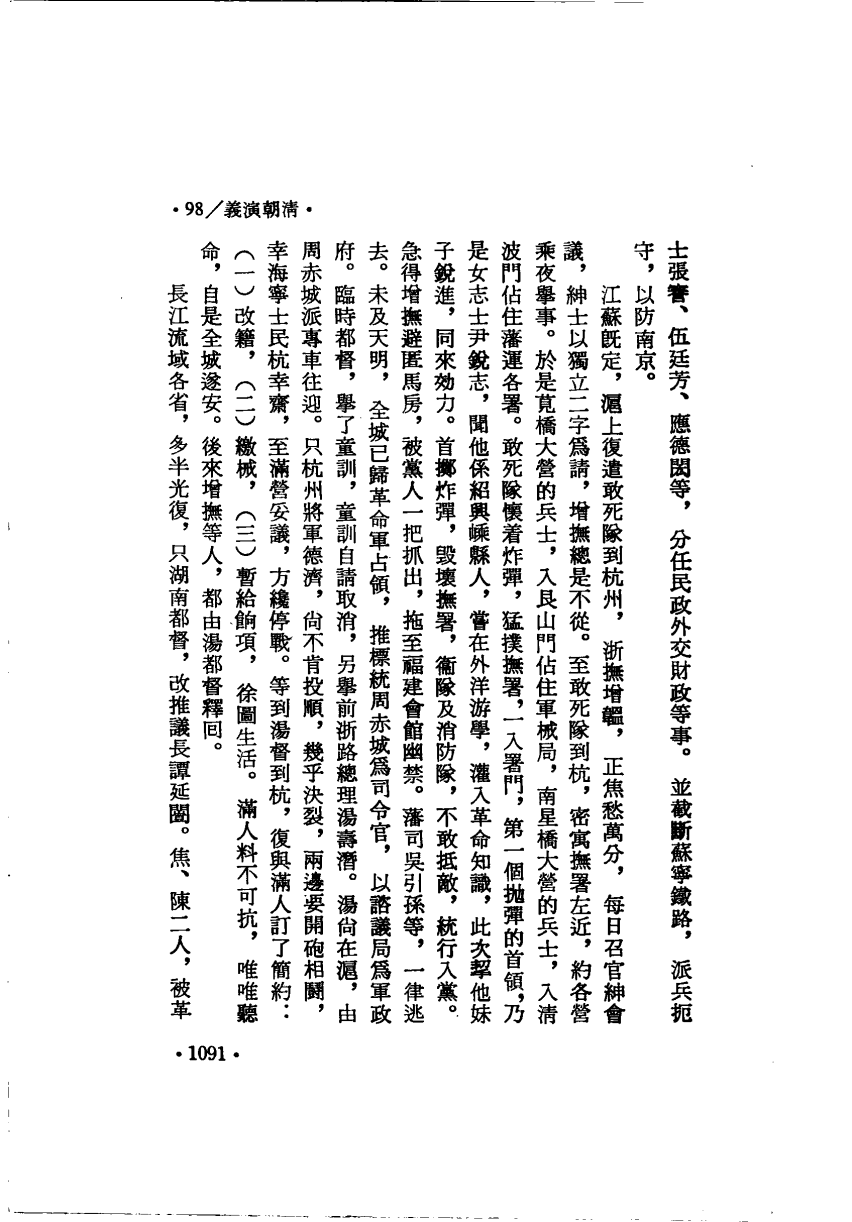 ·98／義演朝清·
士張謇、伍廷芳、應德閎等，分任民政外交財政等事。並截斷蘇寧鐵路，派兵扼
守，以防南京。
江蘇旣定，滬上復遣敢死隊到杭州，浙撫增韞，正焦愁萬分，每日召官紳會
議，紳士以獨立二字爲請，增撫總是不從。至敢死隊到杭，密寓撫署左近，約各營
乘夜舉事。於是筧橋大營的兵士，入艮山門佔住軍械局，南星橋大營的兵士，入淸
波門佔住藩運各署。敢死隊懷着炸彈，猛撲撫署，一入署門，第一個拋彈的首領，乃
是女志士尹銳志，聞他係紹興嵊縣人，嘗在外洋游學，灌入革命知識，此次挈他妹
子銳進，同來効力。首擲炸彈，毀壞撫署，衞隊及消防隊，不敢抵敵，統行入黨。
急得增撫避匿馬房，被黨人一把抓出，拖至福建會館幽禁。藩司吳引孫等，一律逃
去。未及天明，全城已歸革命軍占領，推標統周赤城爲司令官，以諮議局爲軍政
府。臨時都督，舉了童訓，童訓自請取消，另舉前浙路總理湯壽潛。湯尙在滬，由
周赤城派專車往迎。只杭州將軍德濟，尙不肯投順，幾乎決裂，兩邊要開砲相鬭，
幸海寧士民杭幸齋，至滿營妥議，方纔停戰。等到湯督到杭，復與滿人訂了簡約：
（一）改籍，（二）繳械，（三）暫給餉項，徐圖生活。滿人料不可抗，唯唯聽
命，自是全城遂安。後來增撫等人，都由湯都督釋回。
長江流域各省，多半光復，只湖南都督，改推議長譚延闓。焦、陳二人，被革
·1091·